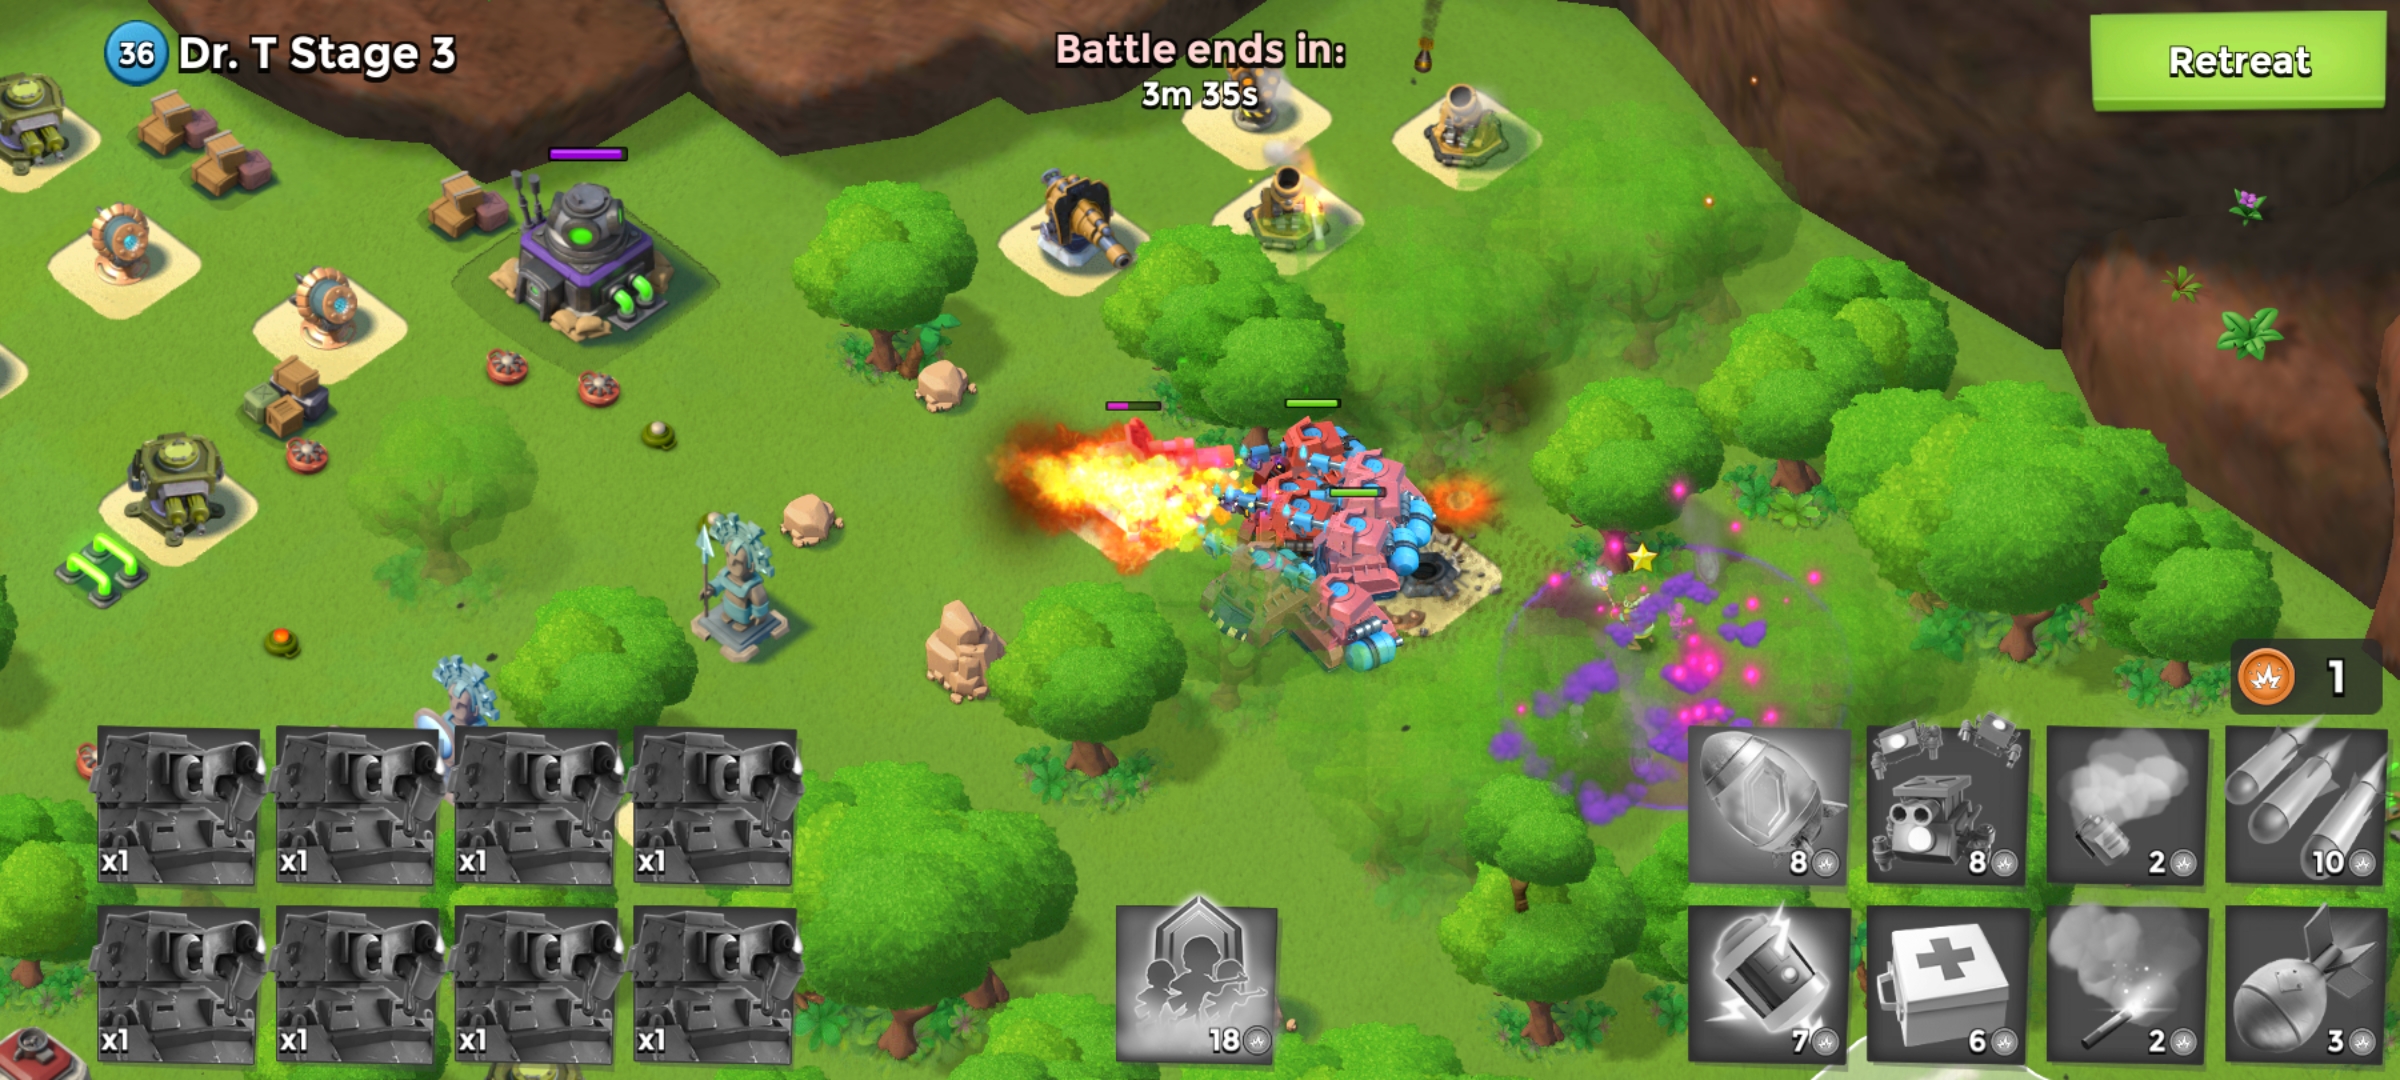 36 Dr. T Stage 3
Battle ends in:
3m 35s
Retreat
1
x1 x1 x1 x1
8 8 2 10
x1 x1 x1 x1
18
7 6 2 3